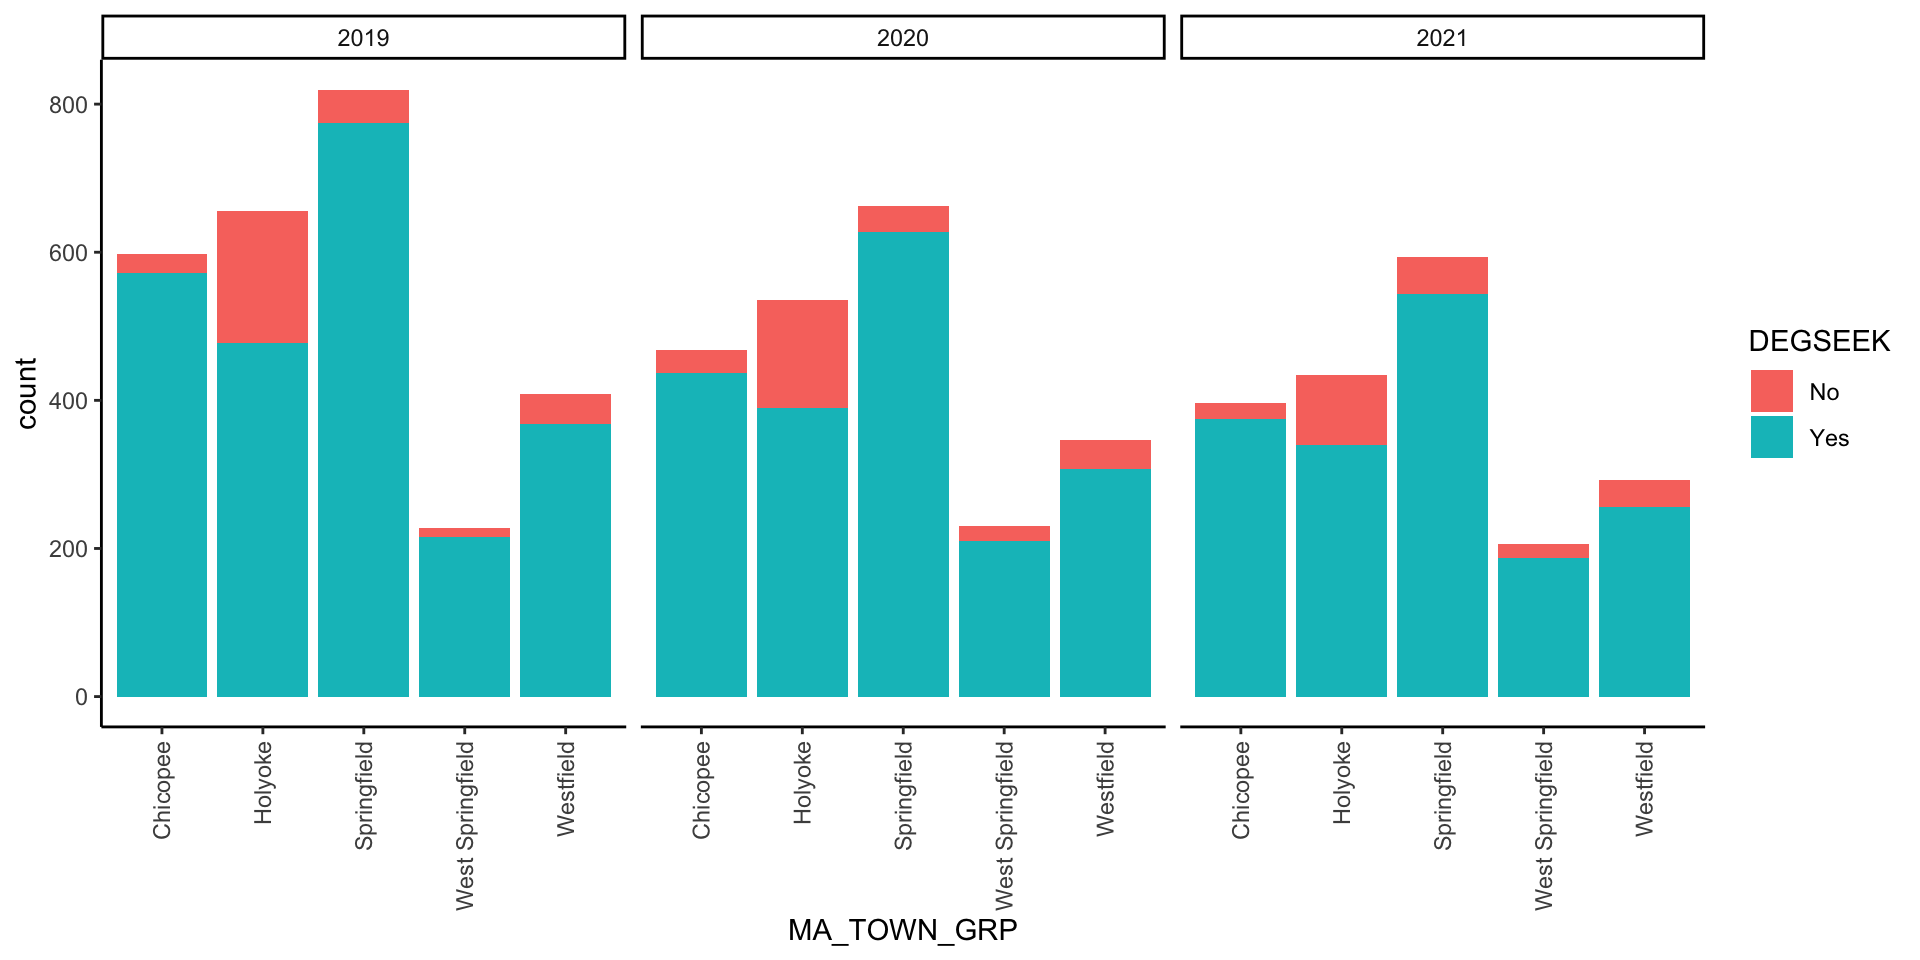 2019
2020
2021
800
600
400
200
0
count
Chicopee
Holyoke
Springfield
West Springfield
Westfield
Chicopee
Holyoke
Springfield
West Springfield
Westfield
Chicopee
Holyoke
Springfield
West Springfield
Westfield
MA_TOWN_GRP
DEGSEEK
No
Yes